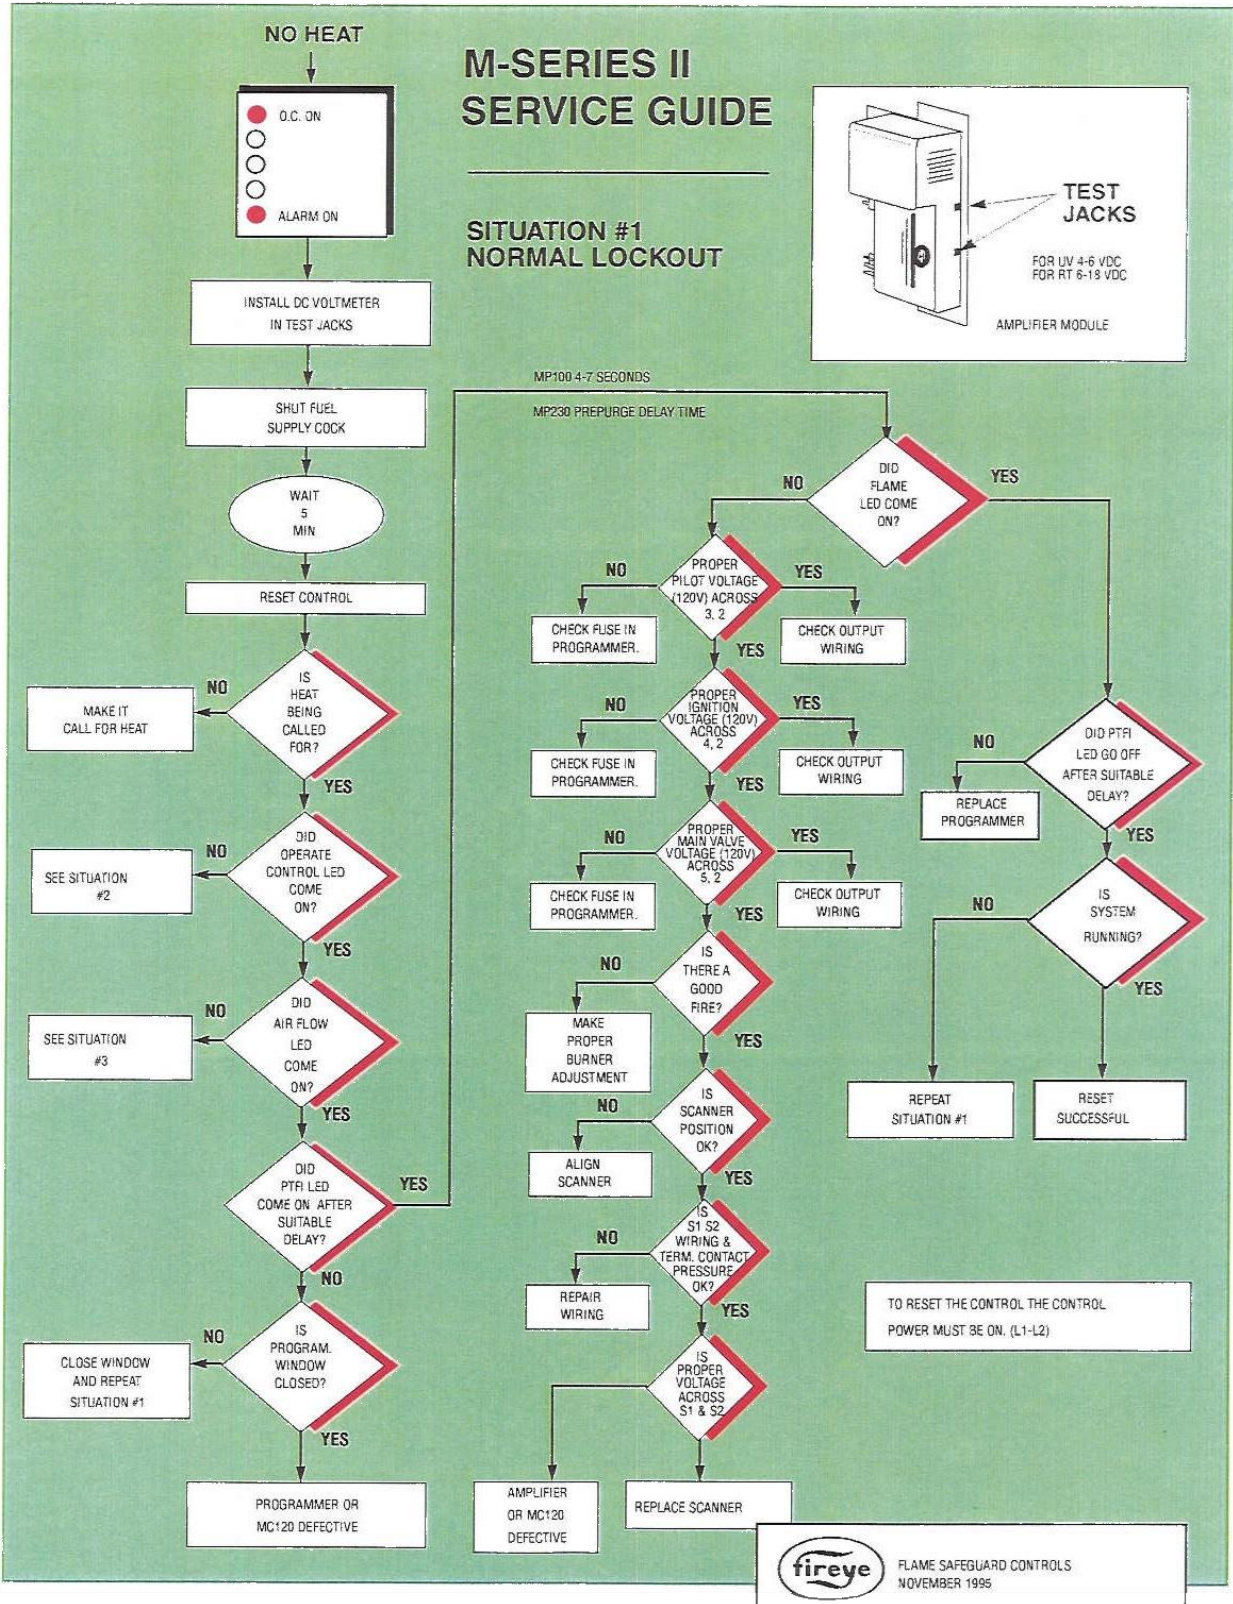 NO HEAT
M-SERIES II
SERVICE GUIDE
O.C. ON
ALARM ON
SITUATION #1
NORMAL LOCKOUT
TEST
JACKS
FOR UV 4-6 VDC
FOR RT 6-18 VDC
AMPLIFIER MODULE
INSTALL DC VOLTMETER
IN TEST JACKS
SHUT FUEL
SUPPLY COCK
WAIT
5
MIN
RESET CONTROL
IS
HEAT
BEING
CALLED
FOR?
NO
MAKE IT
CALL FOR HEAT
YES
DID
OPERATE
CONTROL LED
COME
ON?
NO
SEE SITUATION
#2
YES
DID
AIR FLOW
LED
COME
ON?
NO
SEE SITUATION
#3
YES
DID
PTFI LED
COME ON AFTER
SUITABLE
DELAY?
YES
NO
IS
PROGRAM.
WINDOW
CLOSED?
NO
CLOSE WINDOW
AND REPEAT
SITUATION #1
YES
PROGRAMMER OR
MC120 DEFECTIVE
MP100 4-7 SECONDS
MP230 PREPURGE DELAY TIME
DID
FLAME
LED COME
ON?
NO
YES
PROPER
PILOT VOLTAGE
(120V) ACROSS
3, 2
NO
YES
CHECK FUSE IN
PROGRAMMER.
CHECK OUTPUT
WIRING
YES
PROPER
IGNITION
VOLTAGE (120V)
ACROSS
4, 2
NO
YES
CHECK FUSE IN
PROGRAMMER.
CHECK OUTPUT
WIRING
YES
PROPER
MAIN VALVE
VOLTAGE (120V)
ACROSS
5, 2
NO
YES
CHECK FUSE IN
PROGRAMMER.
CHECK OUTPUT
WIRING
YES
IS
THERE A
GOOD
FIRE?
NO
MAKE
PROPER
BURNER
ADJUSTMENT
YES
IS
SCANNER
POSITION
OK?
NO
ALIGN
SCANNER
YES
IS
S1 S2
WIRING &
TERM. CONTACT
PRESSURE
OK?
NO
REPAIR
WIRING
YES
IS
PROPER
VOLTAGE
ACROSS
S1 & S2
AMPLIFIER
OR MC120
DEFECTIVE
REPLACE SCANNER
DID PTFI
LED GO OFF
AFTER SUITABLE
DELAY?
NO
REPLACE
PROGRAMMER
YES
IS
SYSTEM
RUNNING?
NO
YES
REPEAT
SITUATION #1
RESET
SUCCESSFUL
TO RESET THE CONTROL THE CONTROL
POWER MUST BE ON. (L1-L2)
fireye
FLAME SAFEGUARD CONTROLS
NOVEMBER 1995